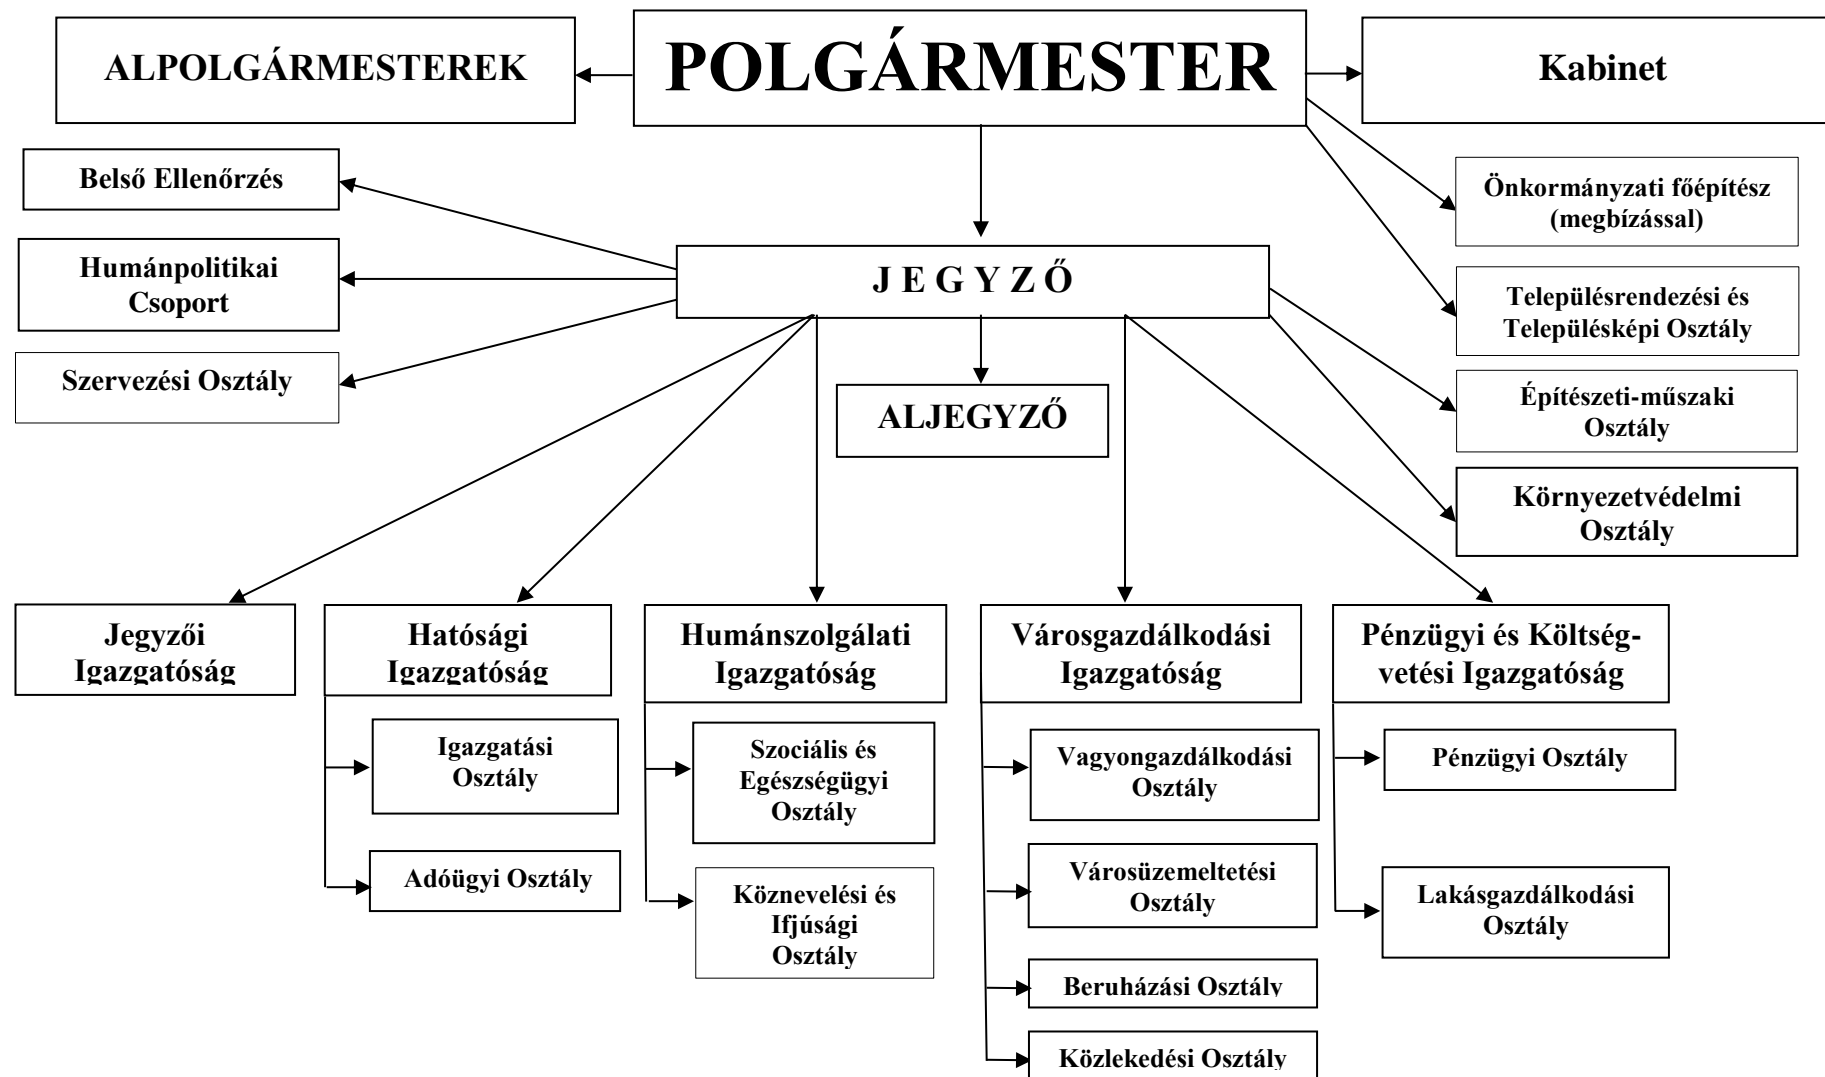 ALPOLGÁRMESTEREK
POLGÁRMESTER
Kabinet
Belső Ellenőrzés
Önkormányzati főépítész
(megbízással)
Humánpolitikai
Csoport
J E G Y Z Ő
Településrendezési és
Településképi Osztály
Szervezési Osztály
ALJEGYZŐ
Építészeti-műszaki
Osztály
Környezetvédelmi
Osztály
Jegyzői
Igazgatóság
Hatósági
Igazgatóság
Humánszolgálati
Igazgatóság
Városgazdálkodási
Igazgatóság
Pénzügyi és Költség-
vetési Igazgatóság
Igazgatási
Osztály
Adóügyi Osztály
Szociális és
Egészségügyi
Osztály
Köznevelési és
Ifjúsági
Osztály
Vagyongazdálkodási
Osztály
Városüzemeltetési
Osztály
Beruházási Osztály
Közlekedési Osztály
Pénzügyi Osztály
Lakásgazdálkodási
Osztály